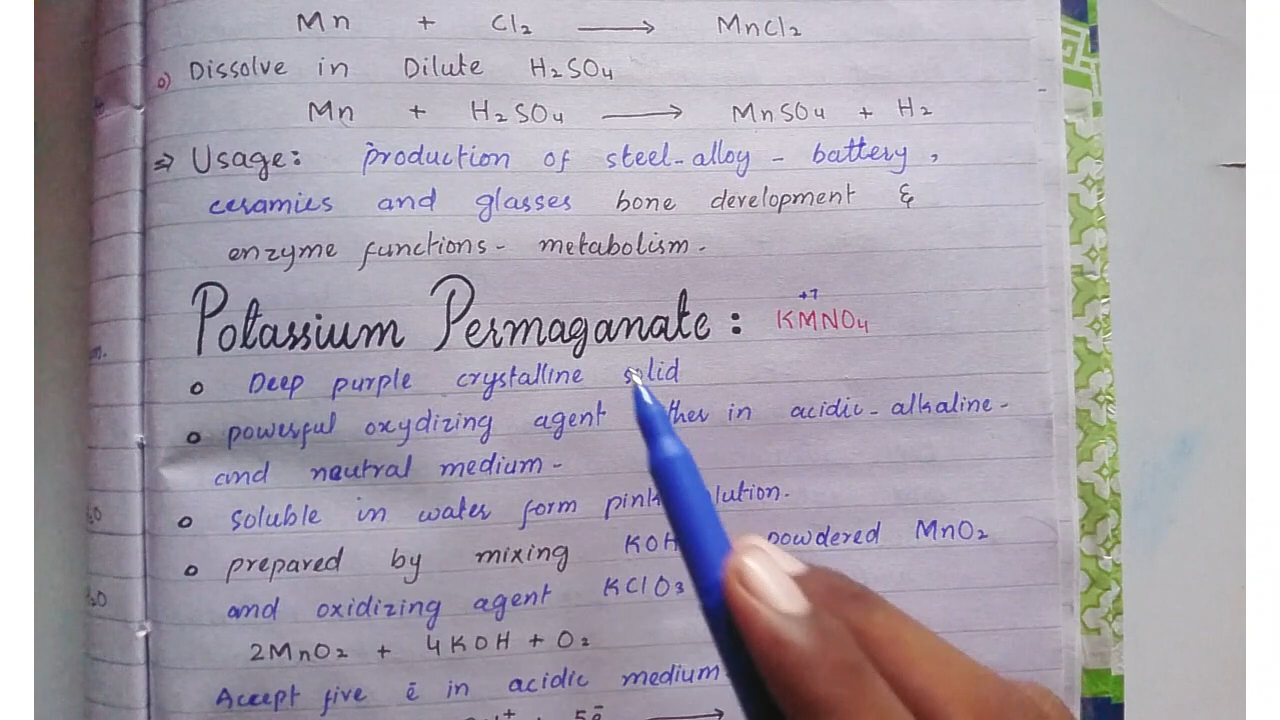 Mn + Cl2 → MnCl2
o) Dissolve in Dilute H2SO4
Mn + H2SO4 → MnSO4 + H2
⇒ Usage: production of steel-alloy - battery,
ceramics and glasses bone development &
enzyme functions - metabolism.
Potassium Permaganate : KMNO4
+7
o Deep purple crystalline solid
o powerful oxydizing agent in acidic-alkaline-
and neutral medium-
o soluble in water form pink
o prepared by mixing KOH powdered MnO2
and oxidizing agent KClO3
2MnO2 + 4KOH + O2
Accept five ē in acidic medium